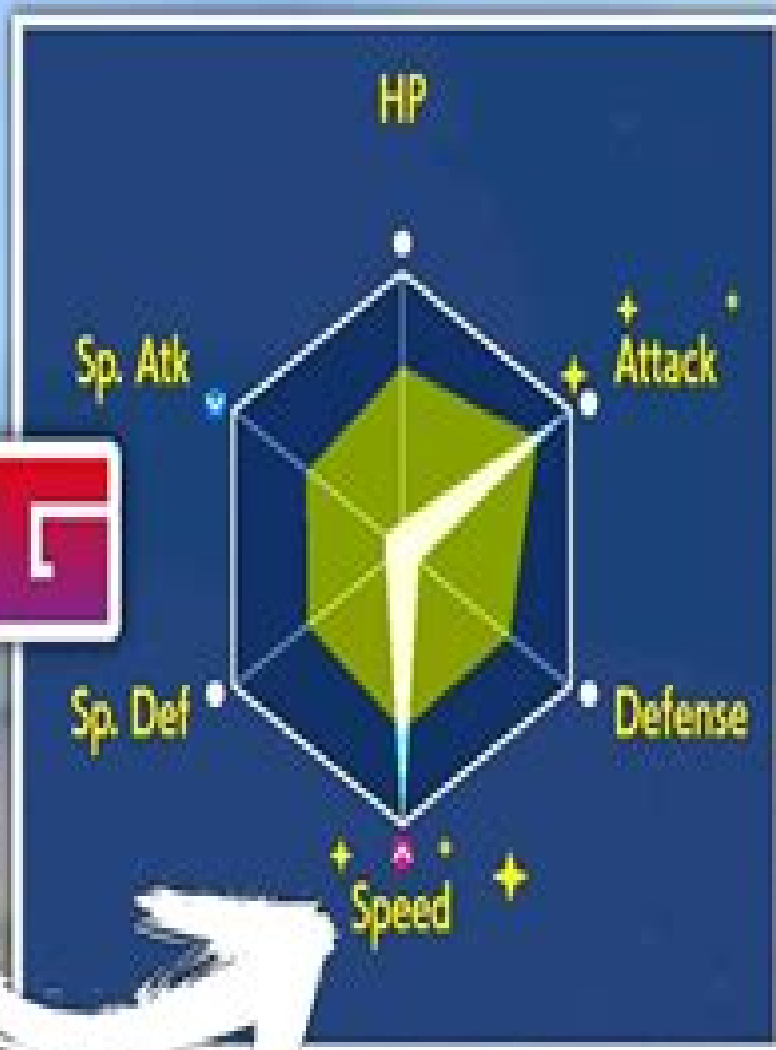 HP
Sp. Atk
Attack
G
Sp. Def
Defense
Speed